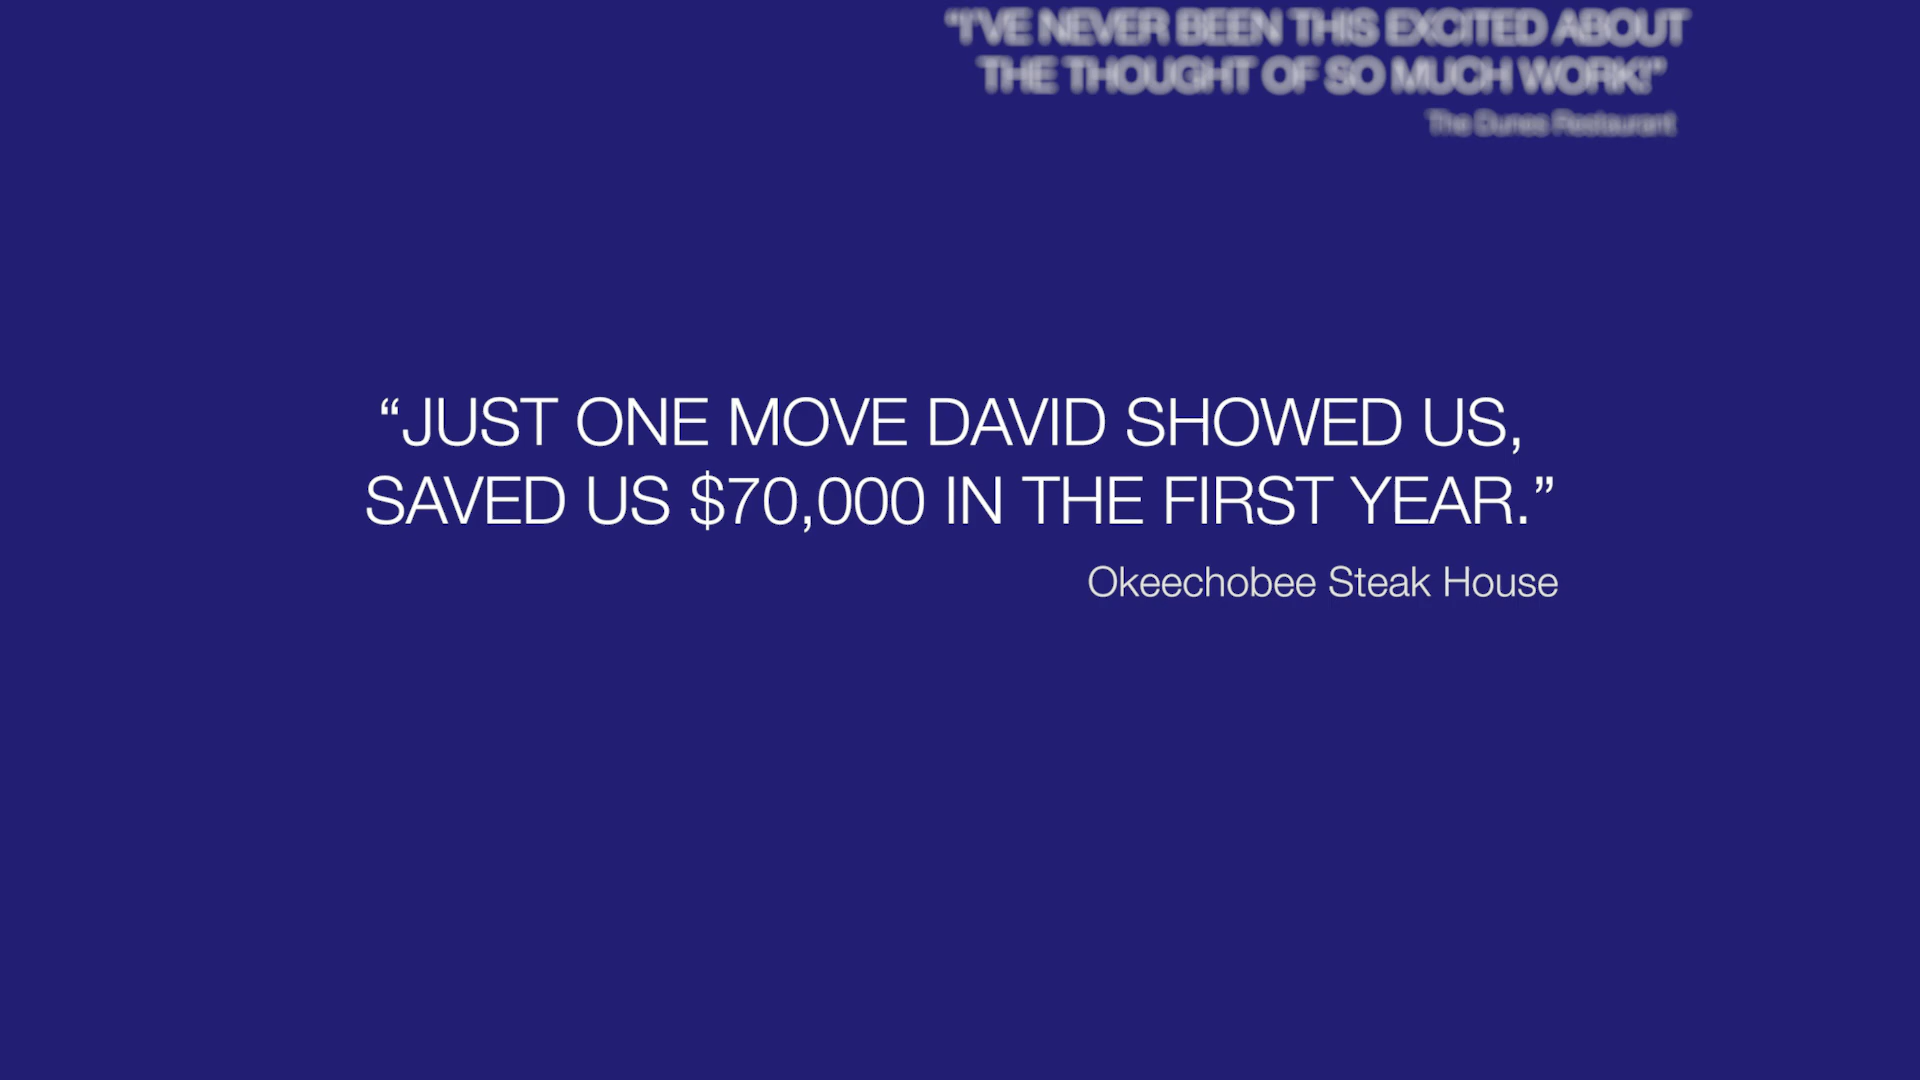 “I’VE NEVER BEEN THIS EXCITED ABOUT
THE THOUGHT OF SO MUCH WORK!”
The Dunes Restaurant
“JUST ONE MOVE DAVID SHOWED US,
SAVED US $70,000 IN THE FIRST YEAR.”
Okeechobee Steak House